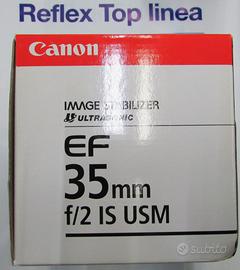 Reflex Top linea
Canon
IMAGE STABILIZER
ULTRASONIC
EF
35mm
f/2 IS USM
subito